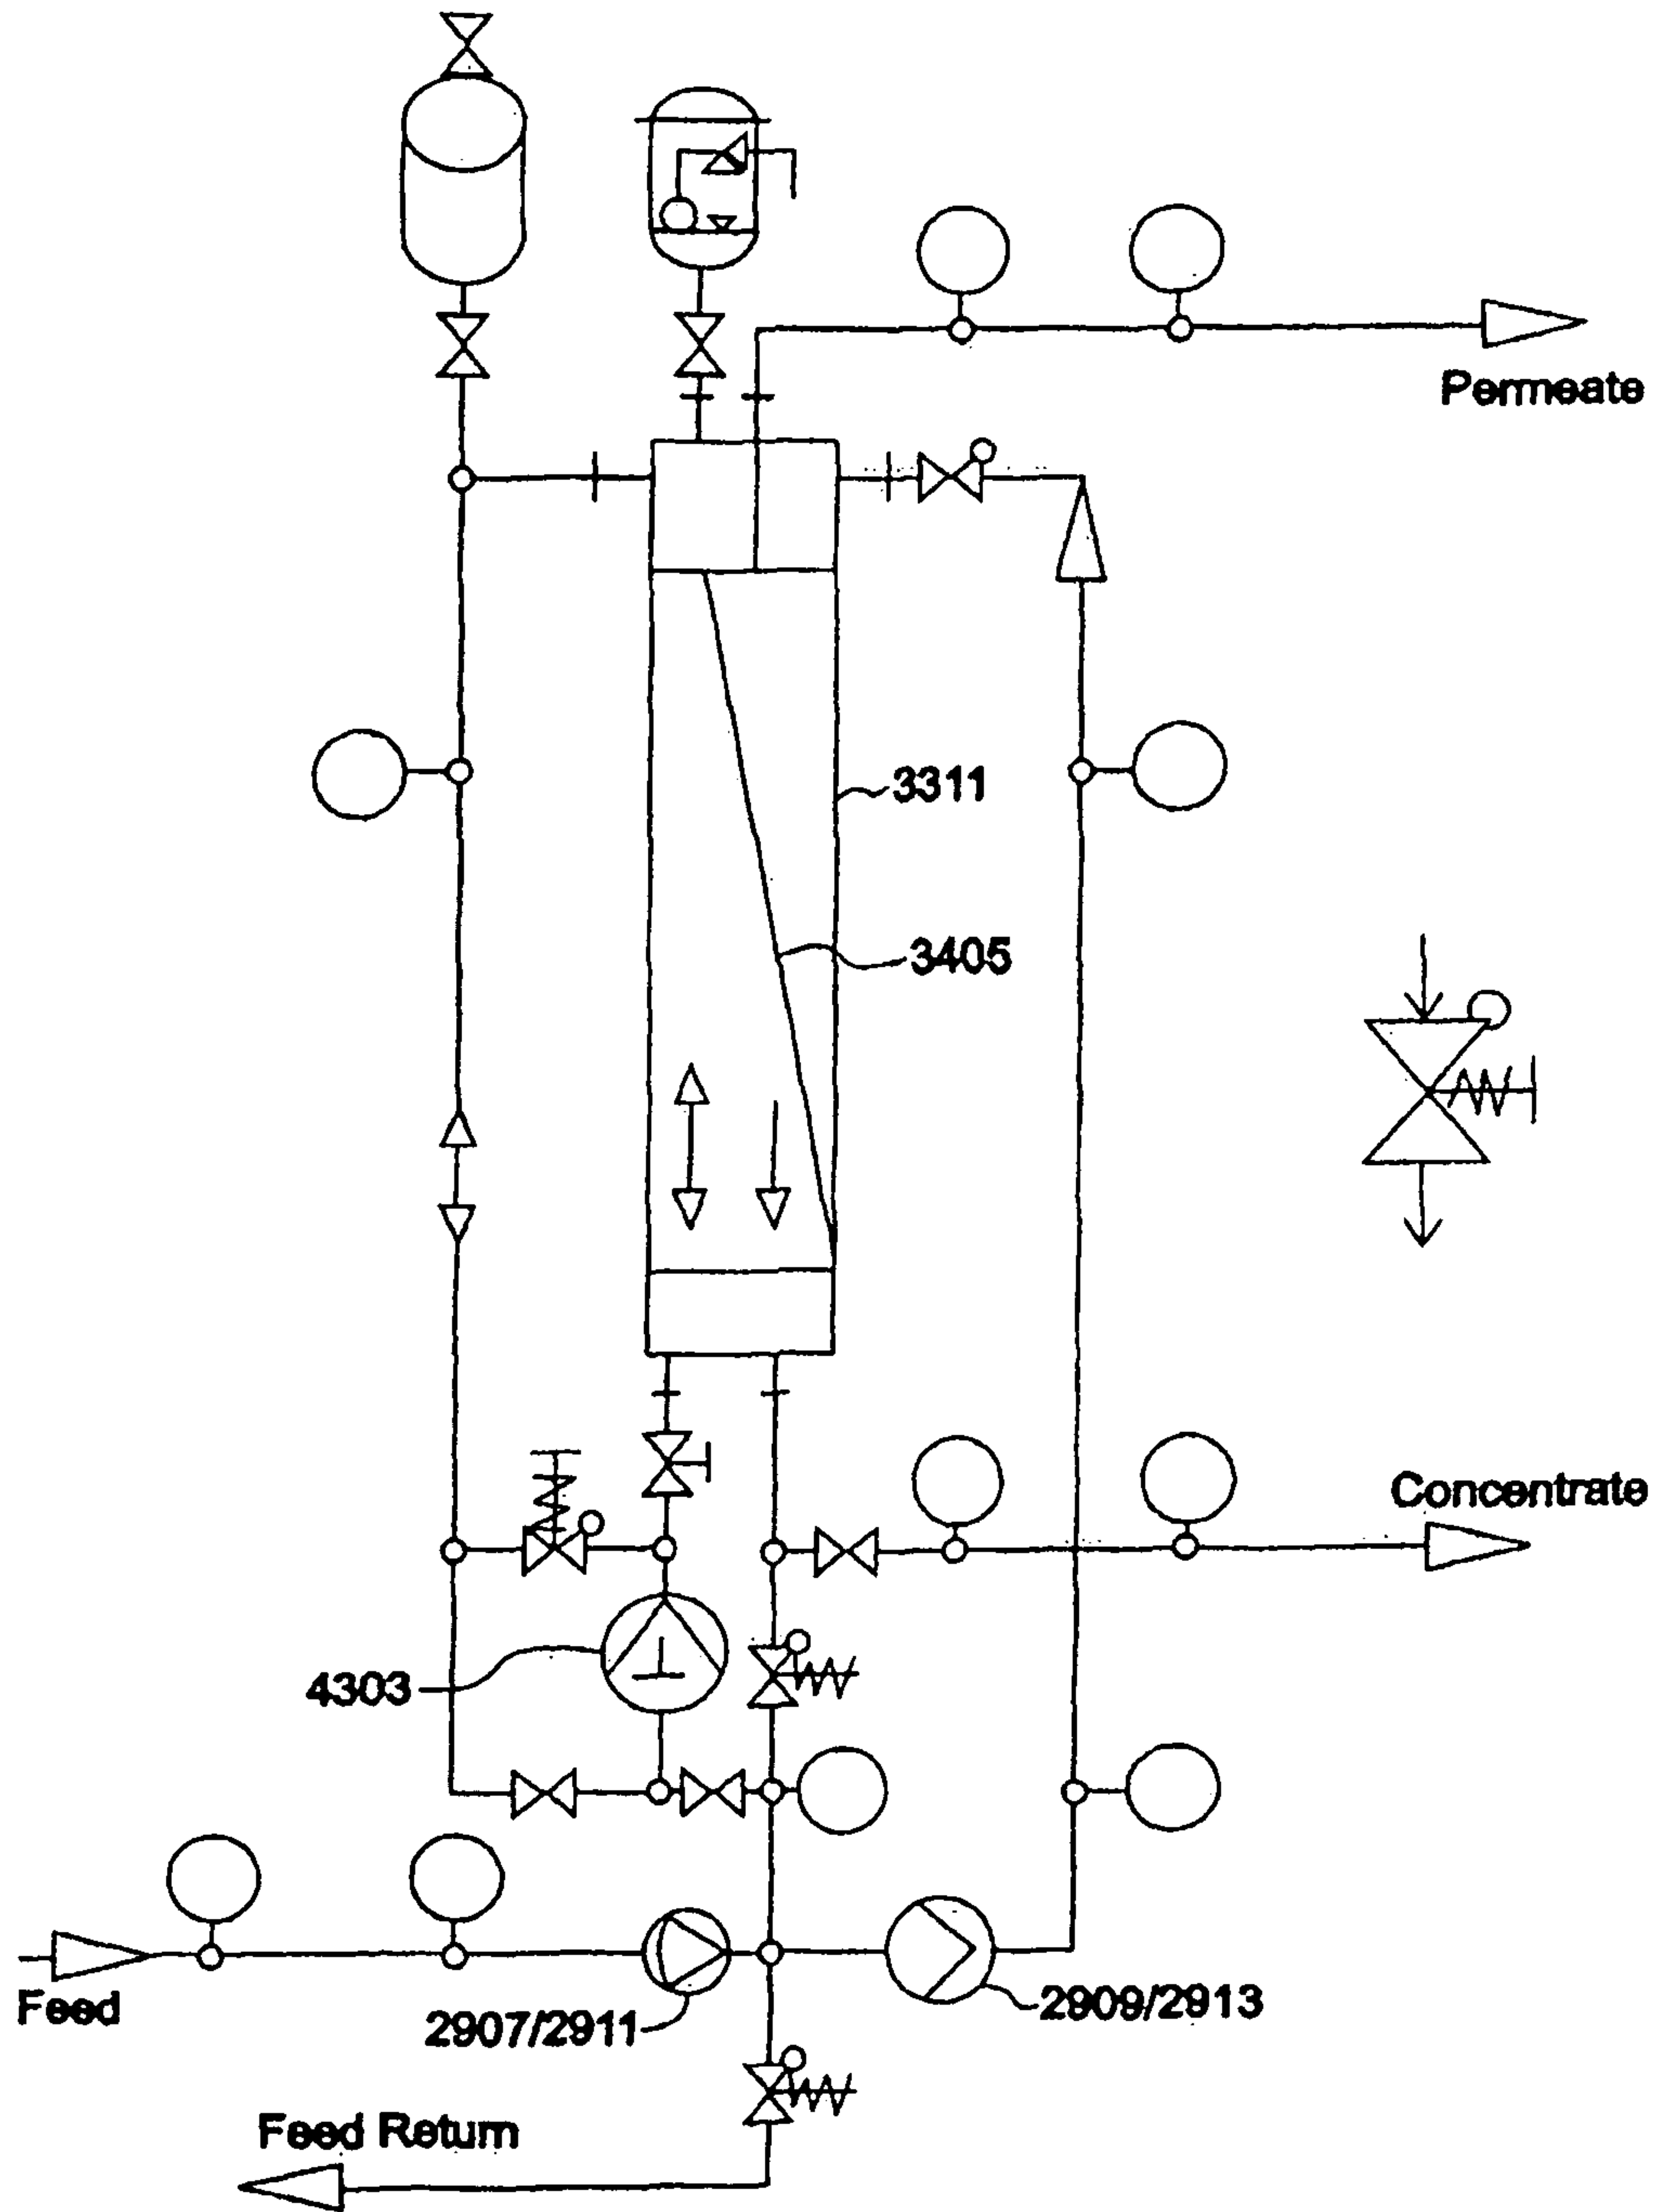 Permeate
3311
3405
Concentrate
4303
Feed
2907/2911
2909/2913
Feed Return